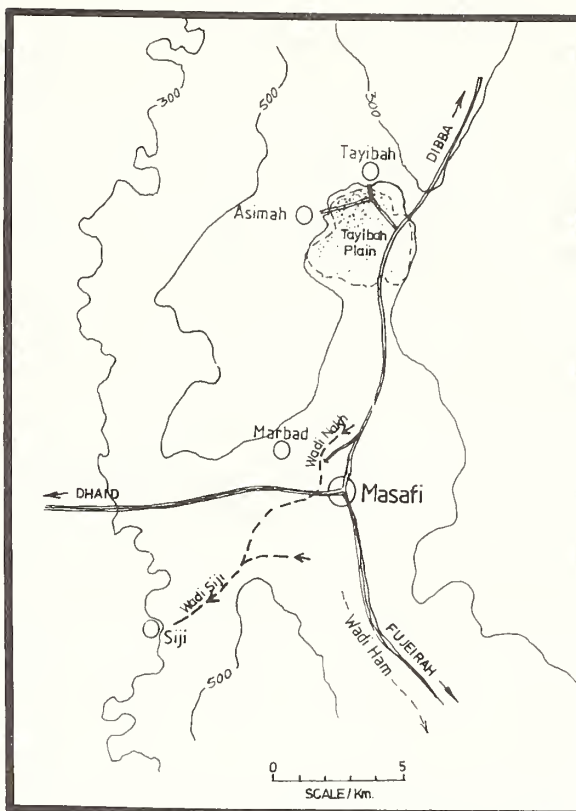 300
500
300
DIBBA
Tayibah
Asimah
Tayibah
Plain
Marbad
Wadi Nakh
DHAID
Masafi
Wadi Siji
Siji
500
Wadi Ham
FUJEIRAH
0 5
SCALE / Km.